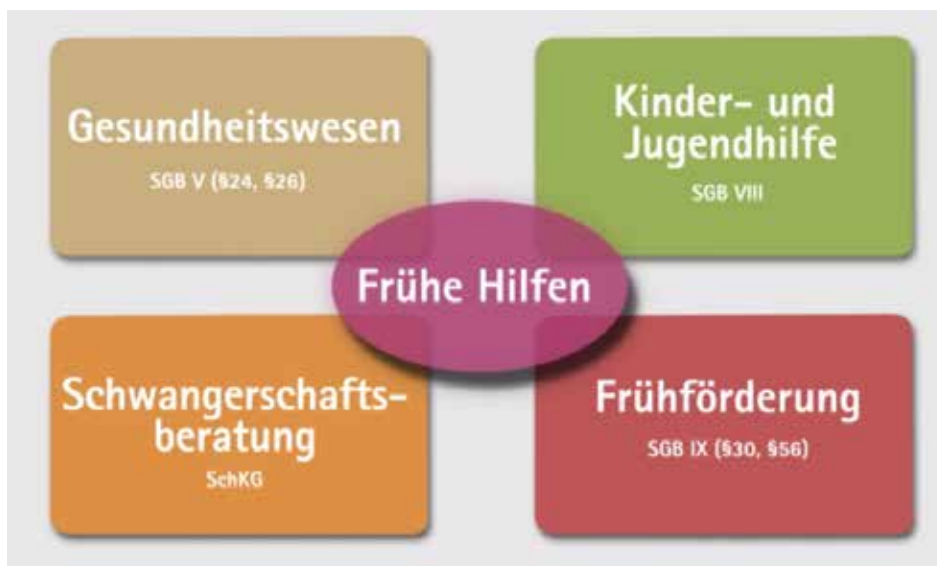 Gesundheitswesen
SGB V (§24, §26)
Kinder- und
Jugendhilfe
SGB VIII
Frühe Hilfen
Schwangerschafts-
beratung
SchKG
Frühförderung
SGB IX (§30, §56)